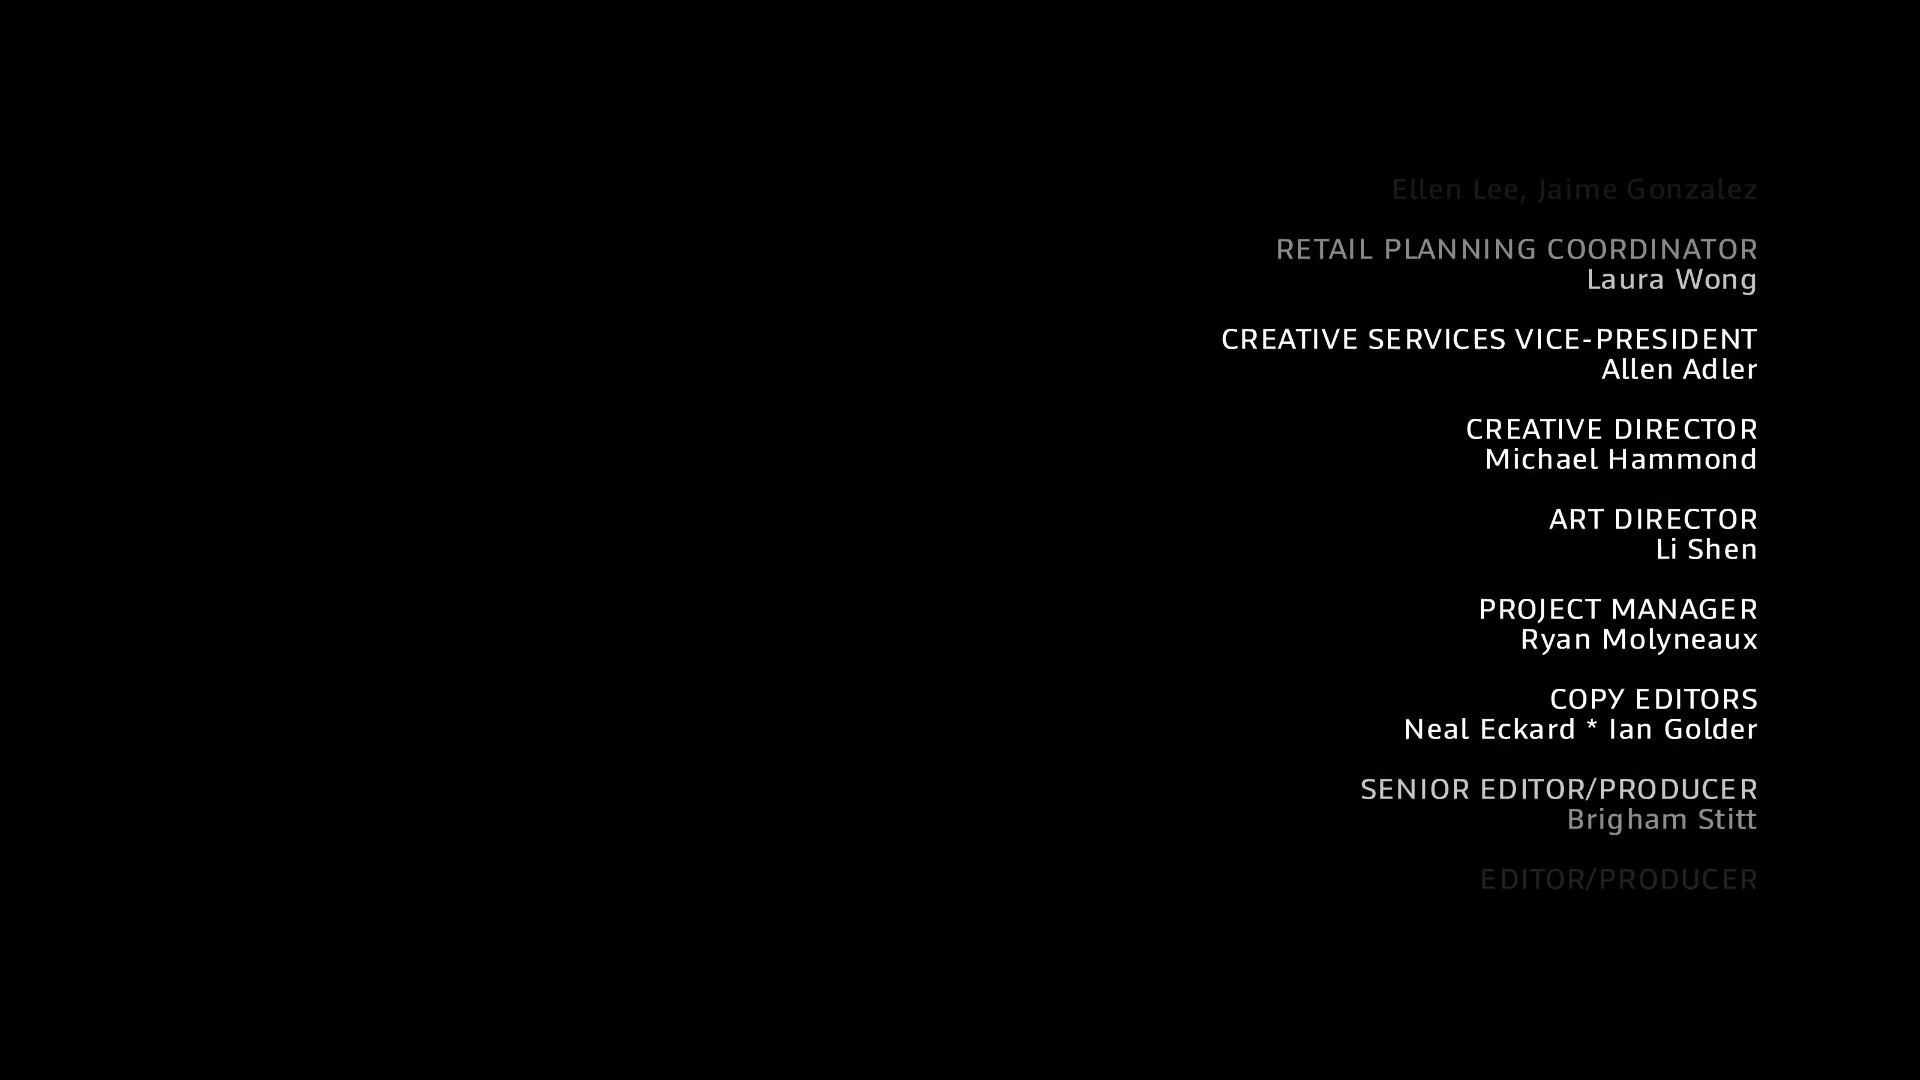 Ellen Lee, Jaime Gonzalez
RETAIL PLANNING COORDINATOR
Laura Wong
CREATIVE SERVICES VICE-PRESIDENT
Allen Adler
CREATIVE DIRECTOR
Michael Hammond
ART DIRECTOR
Li Shen
PROJECT MANAGER
Ryan Molyneaux
COPY EDITORS
Neal Eckard * Ian Golder
SENIOR EDITOR/PRODUCER
Brigham Stitt
EDITOR/PRODUCER